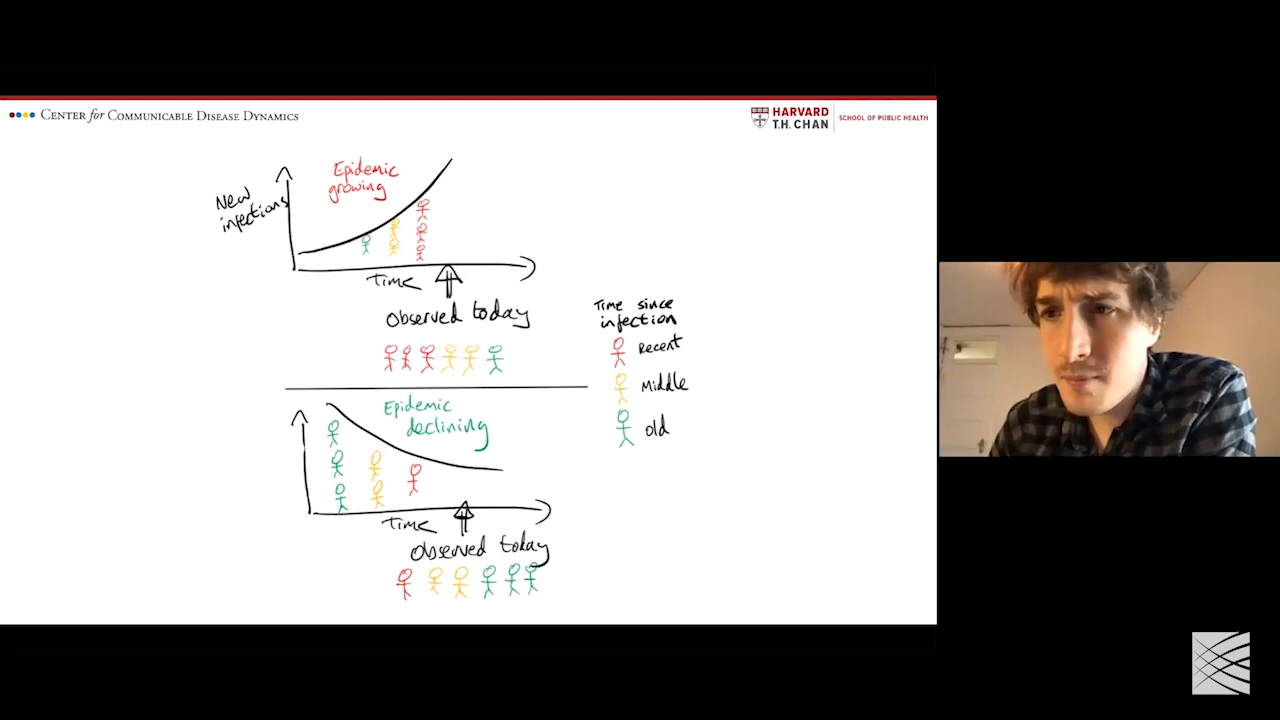 CENTER for COMMUNICABLE DISEASE DYNAMICS
HARVARD
T.H. CHAN
SCHOOL OF PUBLIC HEALTH
New
infections
Epidemic
growing
Time
Observed today
Time since
infection
Recent
Middle
old
Epidemic
declining
Time
Observed today